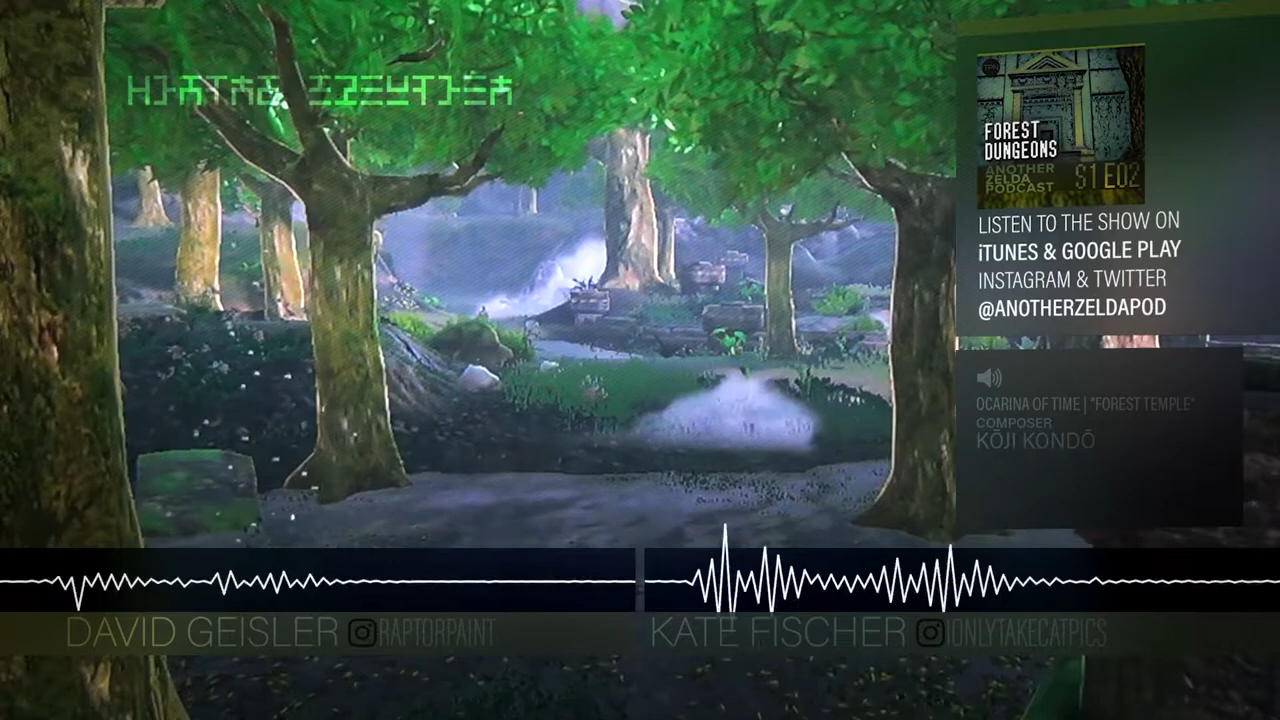 FOREST
DUNGEONS
ANOTHER
ZELDA
PODCAST
S1 E02
LISTEN TO THE SHOW ON
iTUNES & GOOGLE PLAY
INSTAGRAM & TWITTER
@ANOTHERZELDAPOD
OCARINA OF TIME | "FOREST TEMPLE"
COMPOSER
KŌJI KONDŌ
DAVID GEISLER RAPTORPAINT
KATE FISCHER ONLYTAKECATPICS